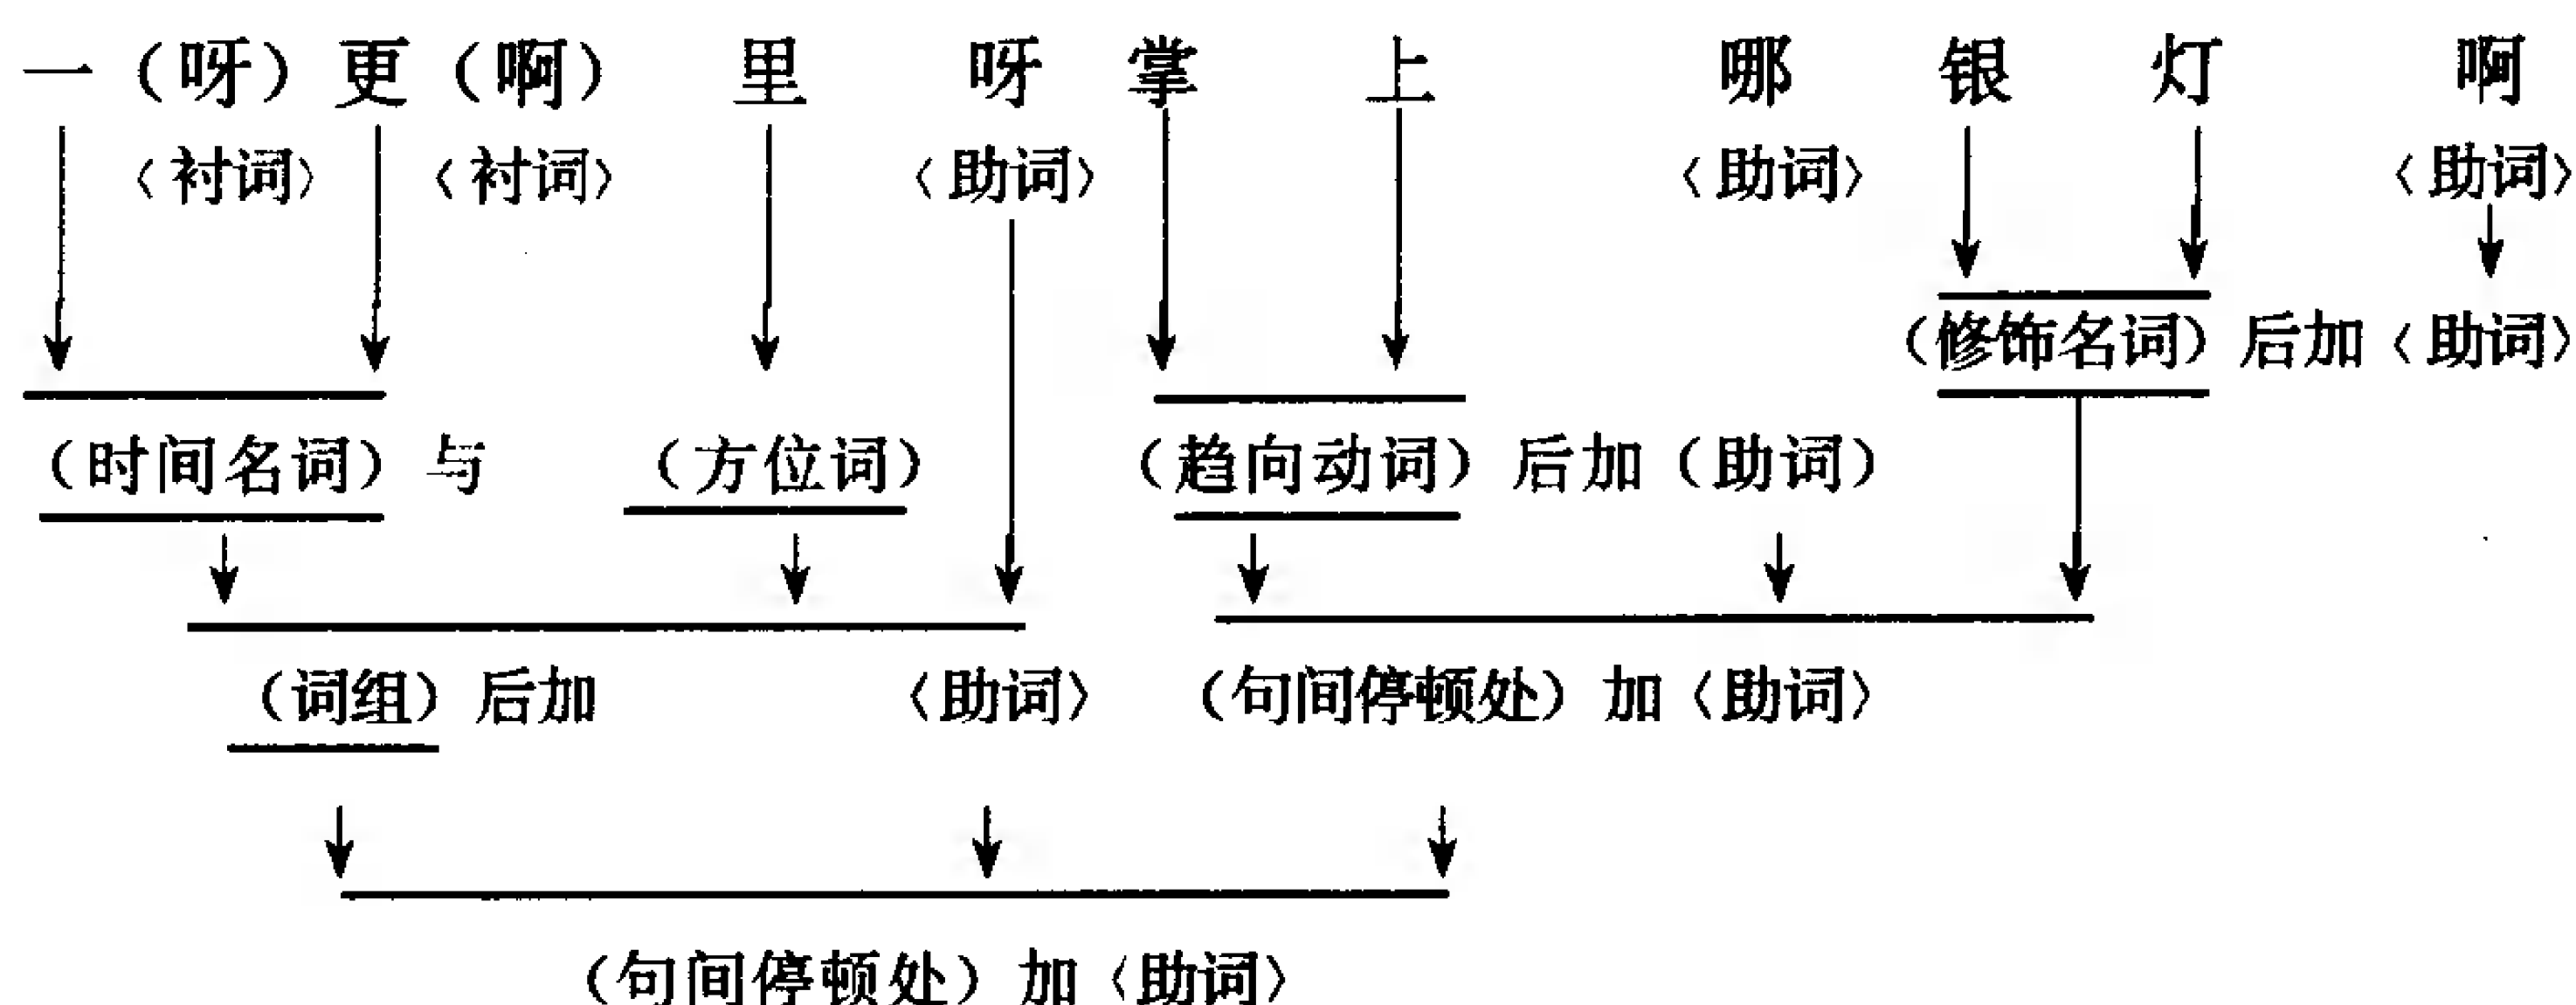 一（呀）更（啊） 里 呀 掌 上 哪 银 灯 啊
〈衬词〉 〈衬词〉 〈助词〉 〈助词〉 〈助词〉
（修饰名词）后加〈助词〉
（时间名词）与 （方位词） （趋向动词）后加（助词）
（词组）后加 〈助词〉 （句间停顿处）加〈助词〉
（句间停顿处）加〈助词〉